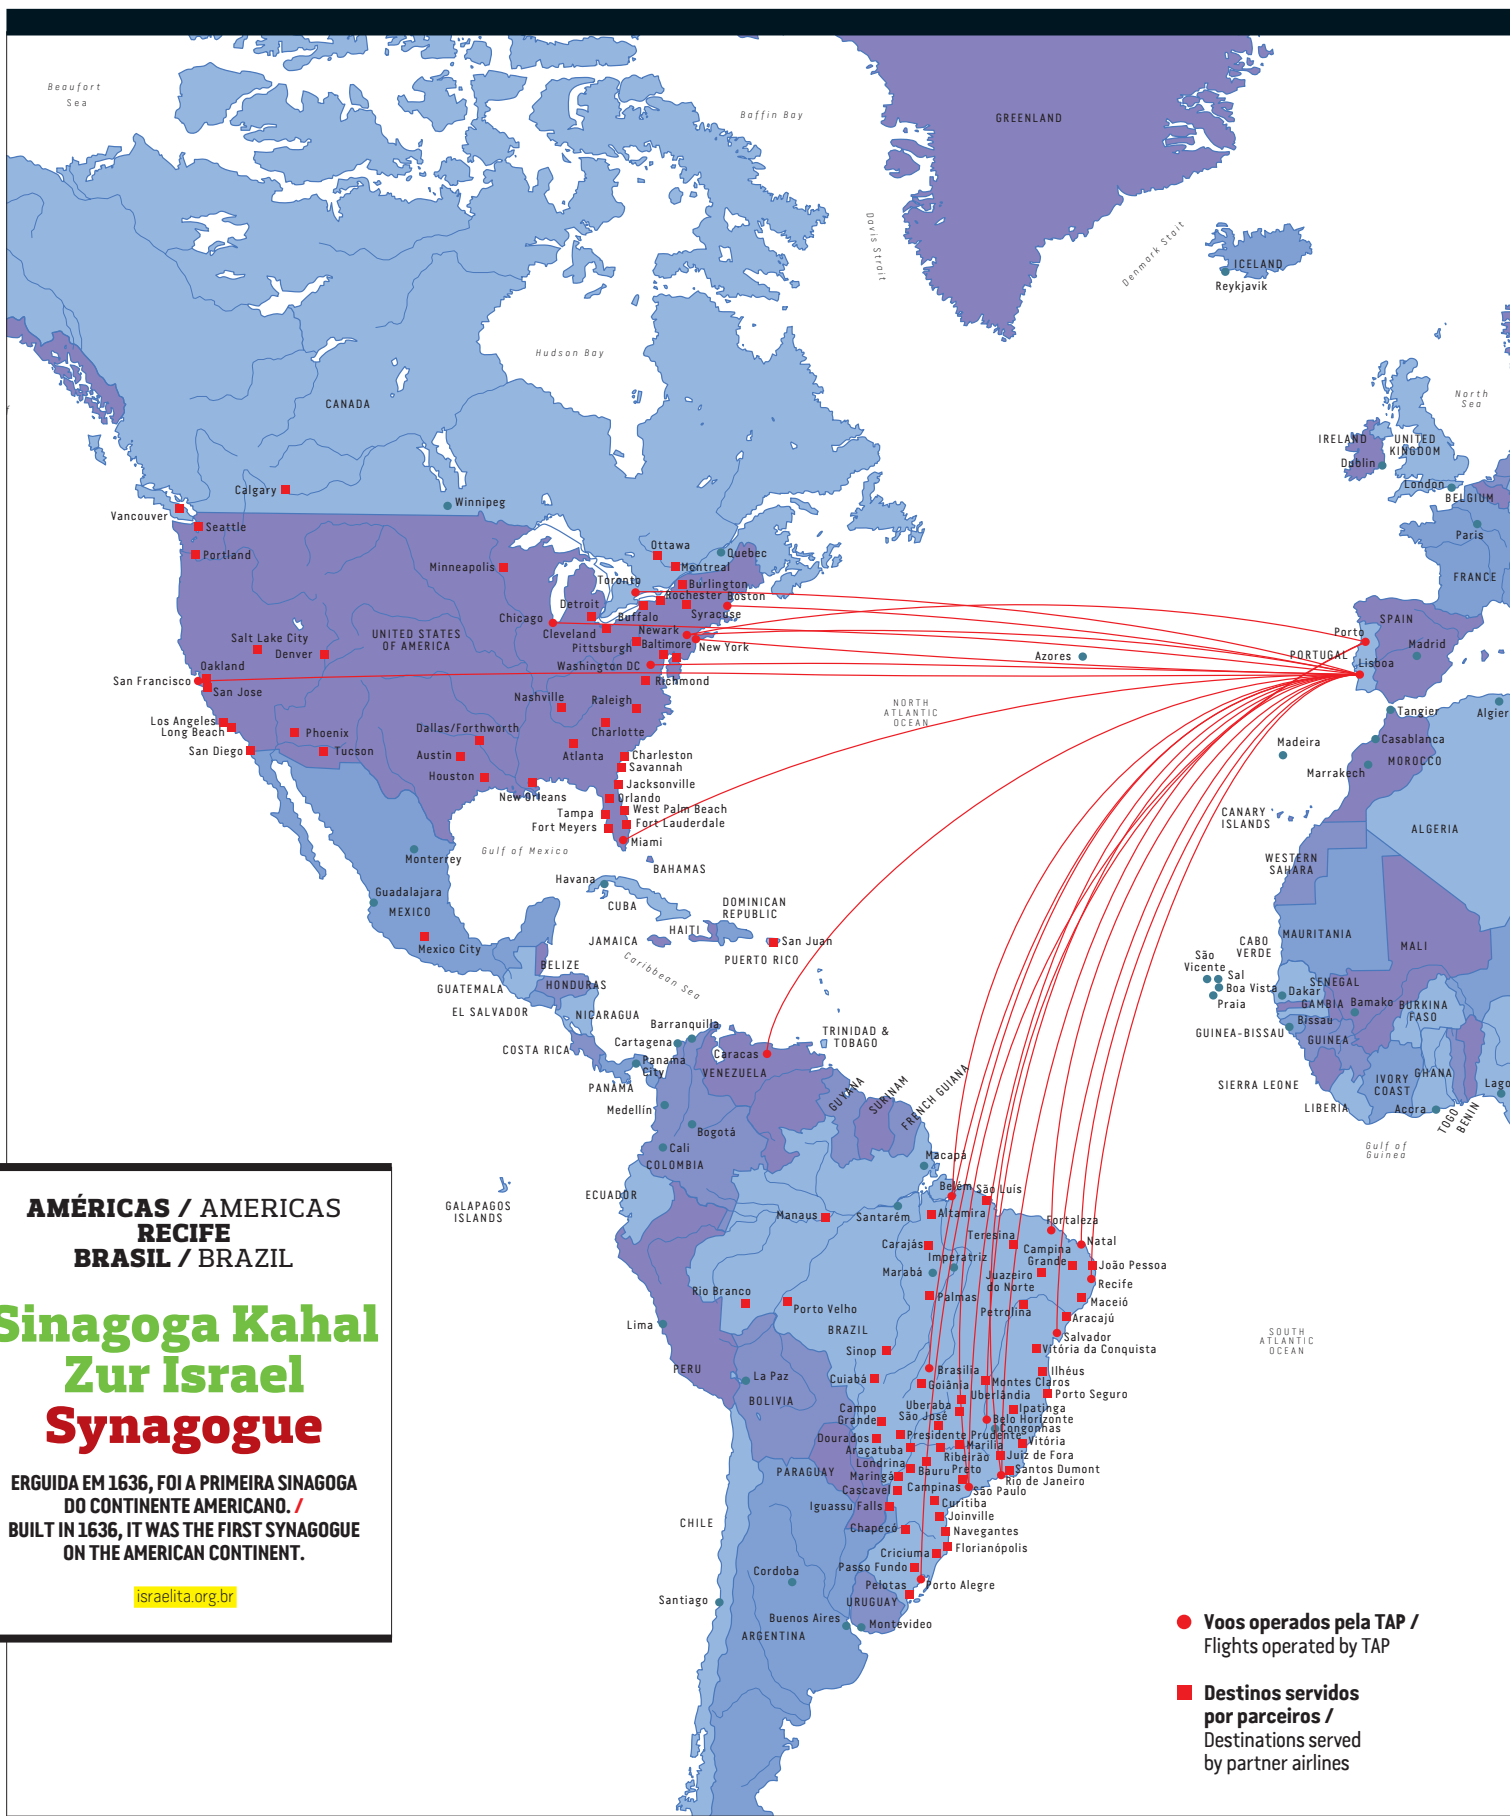 Beaufort
Sea
Baffin Bay
GREENLAND
Davis Strait
Denmark Stait
ICELAND
Reykjavik
Hudson Bay
North
Sea
CANADA
IRELAND
UNITED
KINGDOM
Dublin
London
BELGIUM
Paris
FRANCE
Calgary
Winnipeg
Vancouver
Seattle
Portland
Ottawa
Quebec
Montreal
Minneapolis
Toronto
Burlington
Rochester
Boston
Detroit
Buffalo
Syracuse
Chicago
Cleveland
Newark
Salt Lake City
UNITED STATES
OF AMERICA
Denver
Pittsburgh
Baltimore
New York
Oakland
Washington DC
San Francisco
San Jose
Richmond
Nashville
Raleigh
Los Angeles
Long Beach
Phoenix
Dallas/Forthworth
Charlotte
San Diego
Tucson
Austin
Atlanta
Charleston
Savannah
Houston
Jacksonville
New Orleans
Orlando
Tampa
West Palm Beach
Fort Meyers
Fort Lauderdale
Miami
Gulf of Mexico
SPAIN
Porto
Madrid
PORTUGAL
Lisboa
Azores
NORTH
ATLANTIC
OCEAN
Tangier
Algier
Casablanca
Madeira
MOROCCO
Marrakech
CANARY
ISLANDS
ALGERIA
WESTERN
SAHARA
Monterrey
BAHAMAS
Guadalajara
Havana
MEXICO
CUBA
DOMINICAN
REPUBLIC
HAITI
JAMAICA
San Juan
Mexico City
PUERTO RICO
BELIZE
Caribbean Sea
GUATEMALA
HONDURAS
EL SALVADOR
NICARAGUA
MAURITANIA
CABO
VERDE
MALI
São
Vicente
Sal
Boa Vista
SENEGAL
Dakar
Praia
GAMBIA
Bamako
BURKINA
FASO
Bissau
GUINEA-BISSAU
GUINEA
Barranquilla
TRINIDAD &
TOBAGO
Cartagena
COSTA RICA
Caracas
Panama
City
VENEZUELA
PANAMA
GUYANA
SURINAM
FRENCH GUIANA
SIERRA LEONE
IVORY
COAST
GHANA
Lago
LIBERIA
Accra
TOGO
BENIN
Gulf of
Guinea
Medellín
Bogotá
Cali
COLOMBIA
Macapá
ECUADOR
GALAPAGOS
ISLANDS
Belém
São Luís
Manaus
Santarém
Altamira
Fortaleza
Teresina
Natal
Carajás
Campina
Grande
Imperatriz
João Pessoa
Marabá
Juazeiro
do Norte
Recife
Rio Branco
Porto Velho
Palmas
Petrolina
Maceió
Aracajú
Lima
BRAZIL
Salvador
Sinop
Vitória da Conquista
SOUTH
ATLANTIC
OCEAN
PERU
La Paz
Cuiabá
Brasilia
Ilhéus
Goiânia
Montes Claros
BOLIVIA
Uberlândia
Porto Seguro
Campo
Grande
Uberaba
Ipatinga
São José
Belo Horizonte
Congonhas
Dourados
Presidente Prudente
Vitória
Araçatuba
Marilia
Ribeirão
Preto
Juiz de Fora
Londrina
PARAGUAY
Maringá
Bauru
Santos Dumont
Cascavel
Campinas
Rio de Janeiro
São Paulo
Iguassu Falls
Curitiba
Joinville
CHILE
Chapecó
Navegantes
Florianópolis
Criciuma
Passo Fundo
Cordoba
Pelotas
Porto Alegre
Santiago
URUGUAY
Buenos Aires
Montevideo
ARGENTINA
AMÉRICAS / AMERICAS
RECIFE
BRASIL / BRAZIL
Sinagoga Kahal
Zur Israel
Synagogue
ERGUIDA EM 1636, FOI A PRIMEIRA SINAGOGA
DO CONTINENTE AMERICANO. /
BUILT IN 1636, IT WAS THE FIRST SYNAGOGUE
ON THE AMERICAN CONTINENT.
israelita.org.br
Voos operados pela TAP /
Flights operated by TAP
Destinos servidos
por parceiros /
Destinations served
by partner airlines